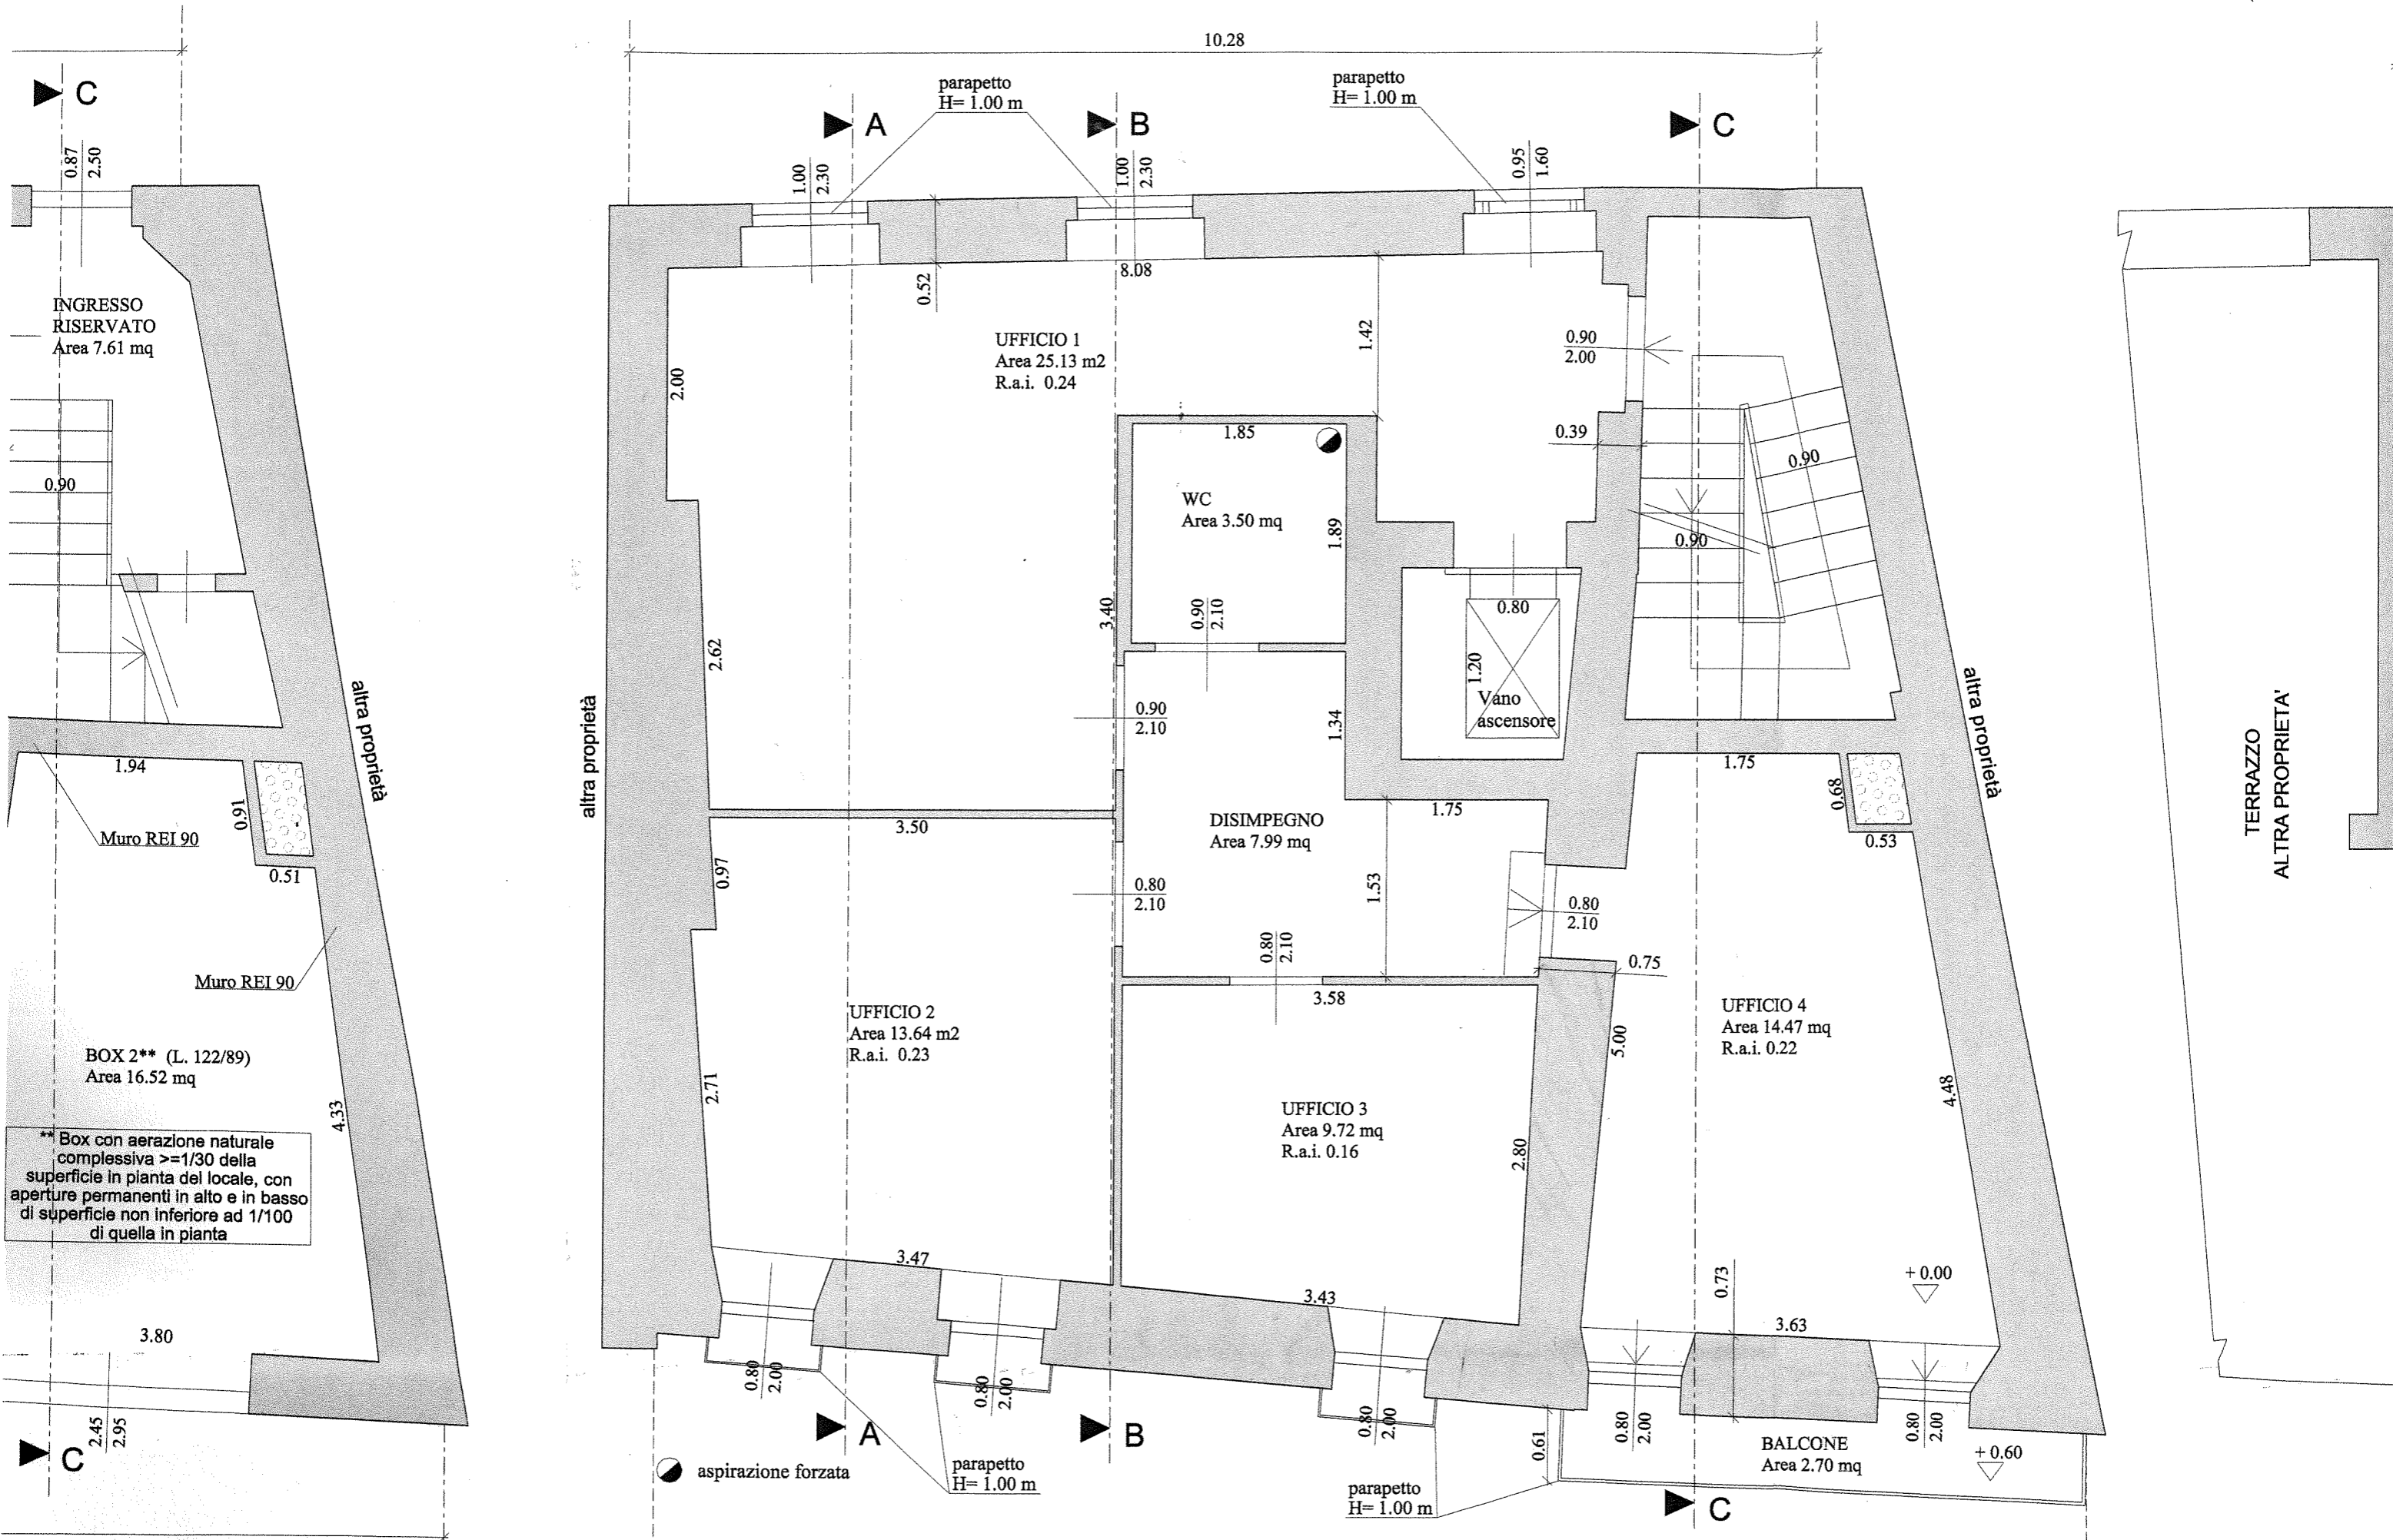 C
0.87
2.50
INGRESSO
RISERVATO
Area 7.61 mq
0.90
altra proprietà
1.94
0.91
Muro REI 90
0.51
Muro REI 90
BOX 2** (L. 122/89)
Area 16.52 mq
4.33
** Box con aerazione naturale
complessiva >=1/30 della
superficie in pianta del locale, con
aperture permanenti in alto e in basso
di superficie non inferiore ad 1/100
di quella in pianta
3.80
2.45
2.95
C
10.28
parapetto
H= 1.00 m
parapetto
H= 1.00 m
A
B
C
1.00
2.30
1.00
2.30
0.95
1.60
0.52
8.08
UFFICIO 1
Area 25.13 m2
R.a.i. 0.24
1.42
0.90
2.00
2.00
1.85
0.39
0.90
WC
Area 3.50 mq
1.89
0.90
3.40
0.90
2.10
0.80
2.62
1.20
Vano
ascensore
0.90
2.10
1.34
altra proprietà
altra proprietà
1.75
0.68
3.50
DISIMPEGNO
Area 7.99 mq
1.75
0.53
0.97
0.80
2.10
1.53
0.80
2.10
0.80
2.10
0.75
3.58
UFFICIO 2
Area 13.64 m2
R.a.i. 0.23
UFFICIO 4
Area 14.47 mq
R.a.i. 0.22
5.00
2.71
4.48
UFFICIO 3
Area 9.72 mq
R.a.i. 0.16
2.80
3.47
3.43
0.73
+ 0.00
3.63
0.80
2.00
0.80
2.00
0.80
2.00
0.80
2.00
0.80
2.00
A
B
0.61
BALCONE
Area 2.70 mq
+ 0.60
aspirazione forzata
parapetto
H= 1.00 m
parapetto
H= 1.00 m
C
TERRAZZO
ALTRA PROPRIETA'